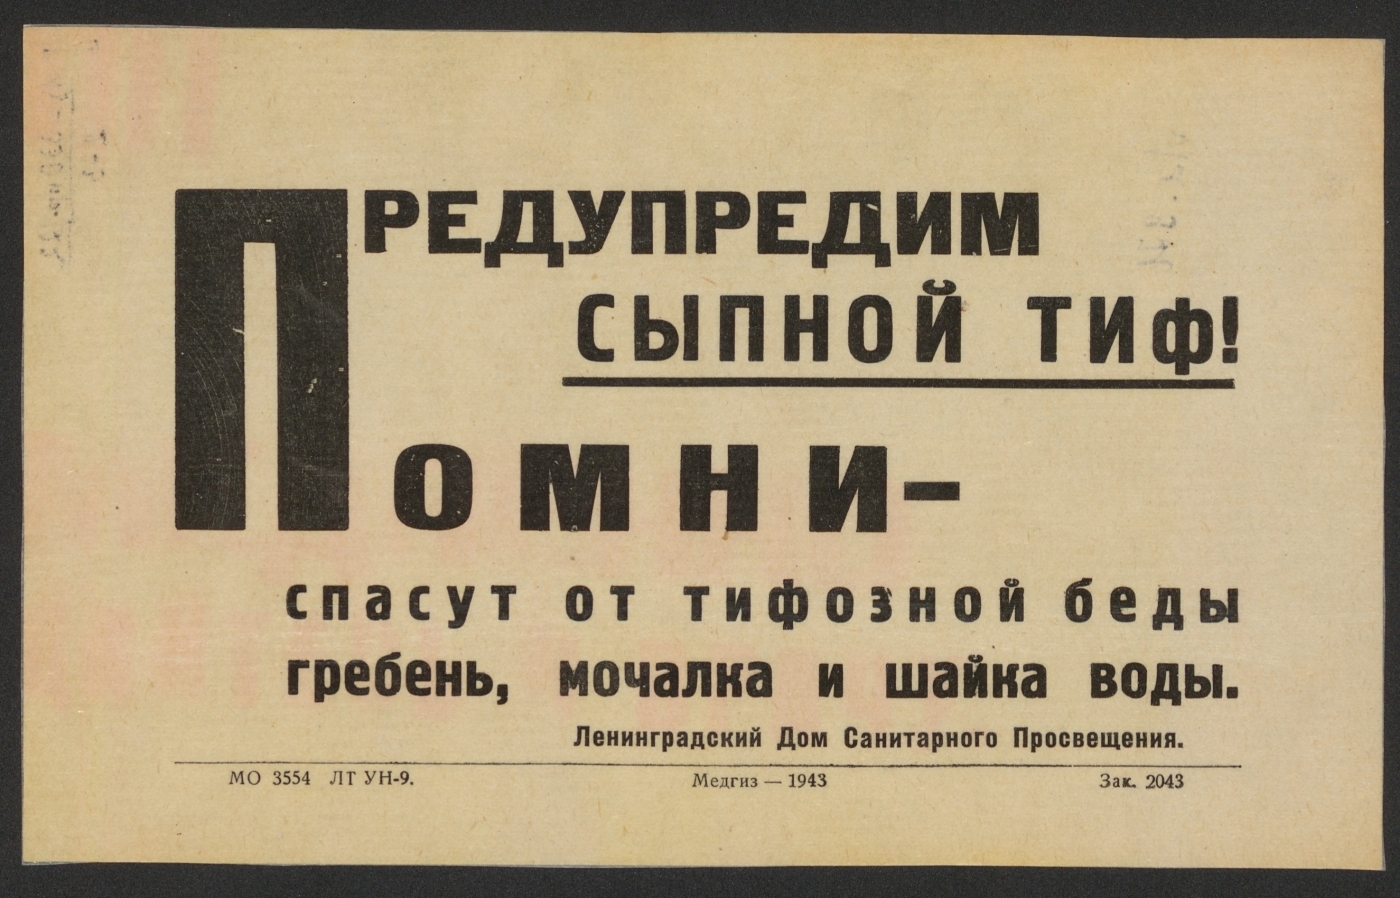 ПРЕДУПРЕДИМ
СЫПНОЙ ТИФ!
Помни-
спасут от тифозной беды
гребень, мочалка и шайка воды.
Ленинградский Дом Санитарного Просвещения.
МО 3554 ЛТ УН-9. Медгиз — 1943 Зак. 2043